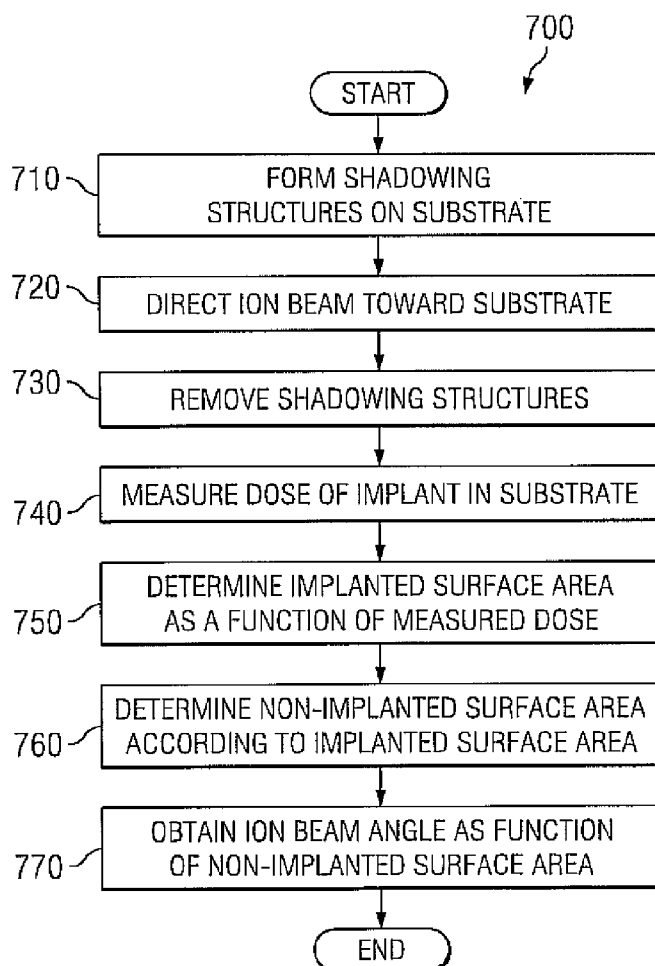 700
START
710
FORM SHADOWING
STRUCTURES ON SUBSTRATE
720
DIRECT ION BEAM TOWARD SUBSTRATE
730
REMOVE SHADOWING STRUCTURES
740
MEASURE DOSE OF IMPLANT IN SUBSTRATE
750
DETERMINE IMPLANTED SURFACE AREA
AS A FUNCTION OF MEASURED DOSE
760
DETERMINE NON-IMPLANTED SURFACE AREA
ACCORDING TO IMPLANTED SURFACE AREA
770
OBTAIN ION BEAM ANGLE AS FUNCTION
OF NON-IMPLANTED SURFACE AREA
END